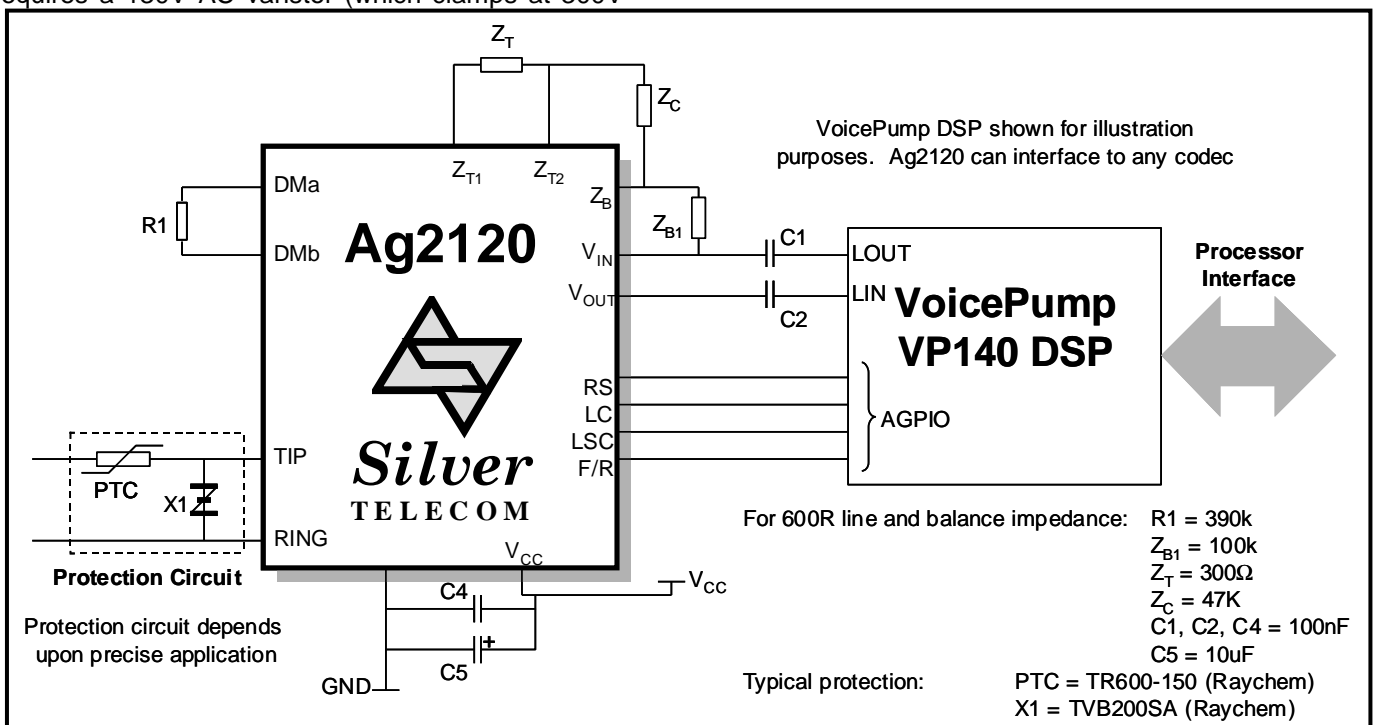 equires a 130V AC varistor (which clamps at 300V
Z_T
Z_C
VoicePump DSP shown for illustration
purposes. Ag2120 can interface to any codec
DMa
Z_T1
Z_T2
Z_B
R1
Z_B1
DMb
Ag2120
V_IN
C1
LOUT
Processor
Interface
V_OUT
C2
LIN
VoicePump
VP140 DSP
RS
LC
AGPIO
LSC
F/R
TIP
PTC
X1
Silver
TELECOM
RING
V_CC
For 600R line and balance impedance: R1 = 390k
Z_B1 = 100k
Z_T = 300Ω
Z_C = 47K
C1, C2, C4 = 100nF
C5 = 10uF
Protection Circuit
Protection circuit depends
upon precise application
C4
V_CC
+
C5
GND
Typical protection: PTC = TR600-150 (Raychem)
X1 = TVB200SA (Raychem)